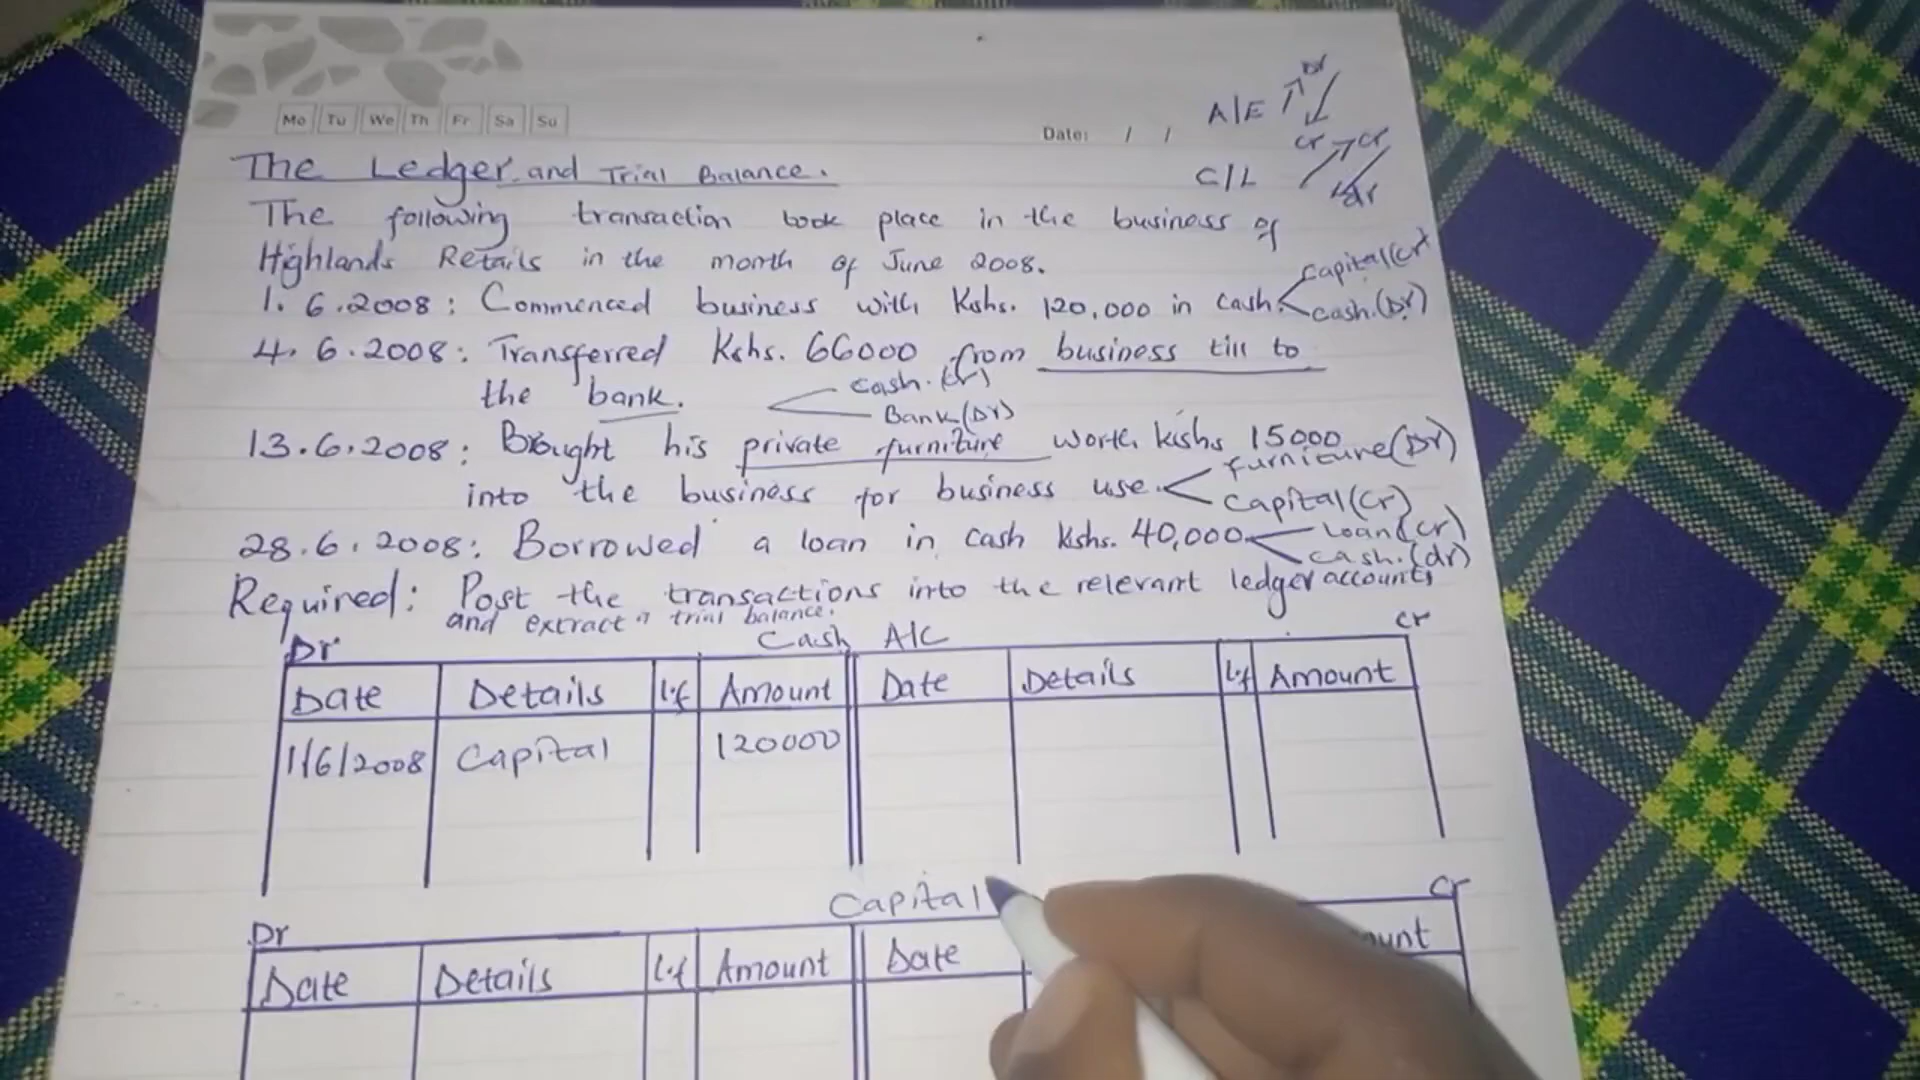 Mo Tu We Th Fr Sa Su
Date: / /
A/E Dr
Cr Cr
C/L
dr
The Ledger and Trial Balance.
The following transaction took place in the business of
Highlands Retails in the month of June 2008.
Capital(Cr)
1. 6.2008: Commenced business with Kshs. 120,000 in cash.
cash.(Dr)
4. 6.2008: Transferred Kshs. 66000 from business till to
the bank.
cash.(cr)
Bank(Dr)
13.6.2008: Brought his private furniture worth kishs 15000
furniture(Dr)
into the business for business use.
Capital(Cr)
28.6.2008: Borrowed a loan in cash kshs. 40,000
Loan(cr)
cash.(dr)
Required: Post the transactions into the relevant ledger accounts
and extract a trial balance.
Dr Cash A/C cr
Date Details l.f Amount Date Details l.f Amount
1/6/2008 Capital 120000
Dr Capital Cr
Date Details l.f Amount Date